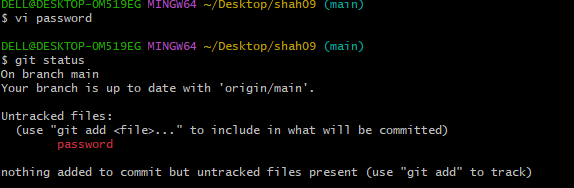 DELL@DESKTOP-OM519EG MINGW64 ~/Desktop/shah09 (main)
$ vi password
DELL@DESKTOP-OM519EG MINGW64 ~/Desktop/shah09 (main)
$ git status
On branch main
Your branch is up to date with 'origin/main'.
Untracked files:
  (use "git add <file>..." to include in what will be committed)
        password
nothing added to commit but untracked files present (use "git add" to track)